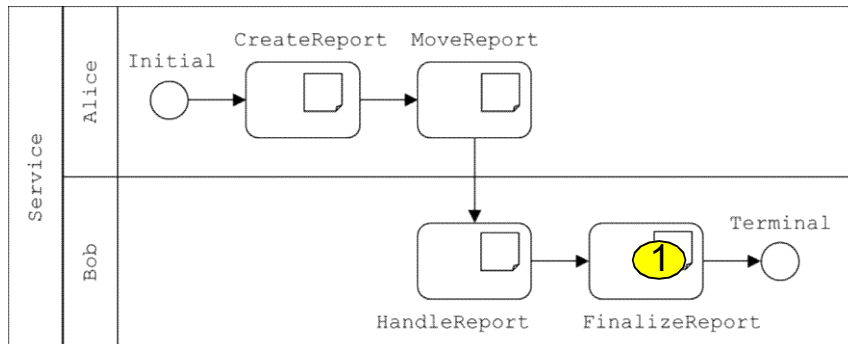 Service
Alice
Initial
CreateReport
MoveReport
Bob
HandleReport
1
FinalizeReport
Terminal